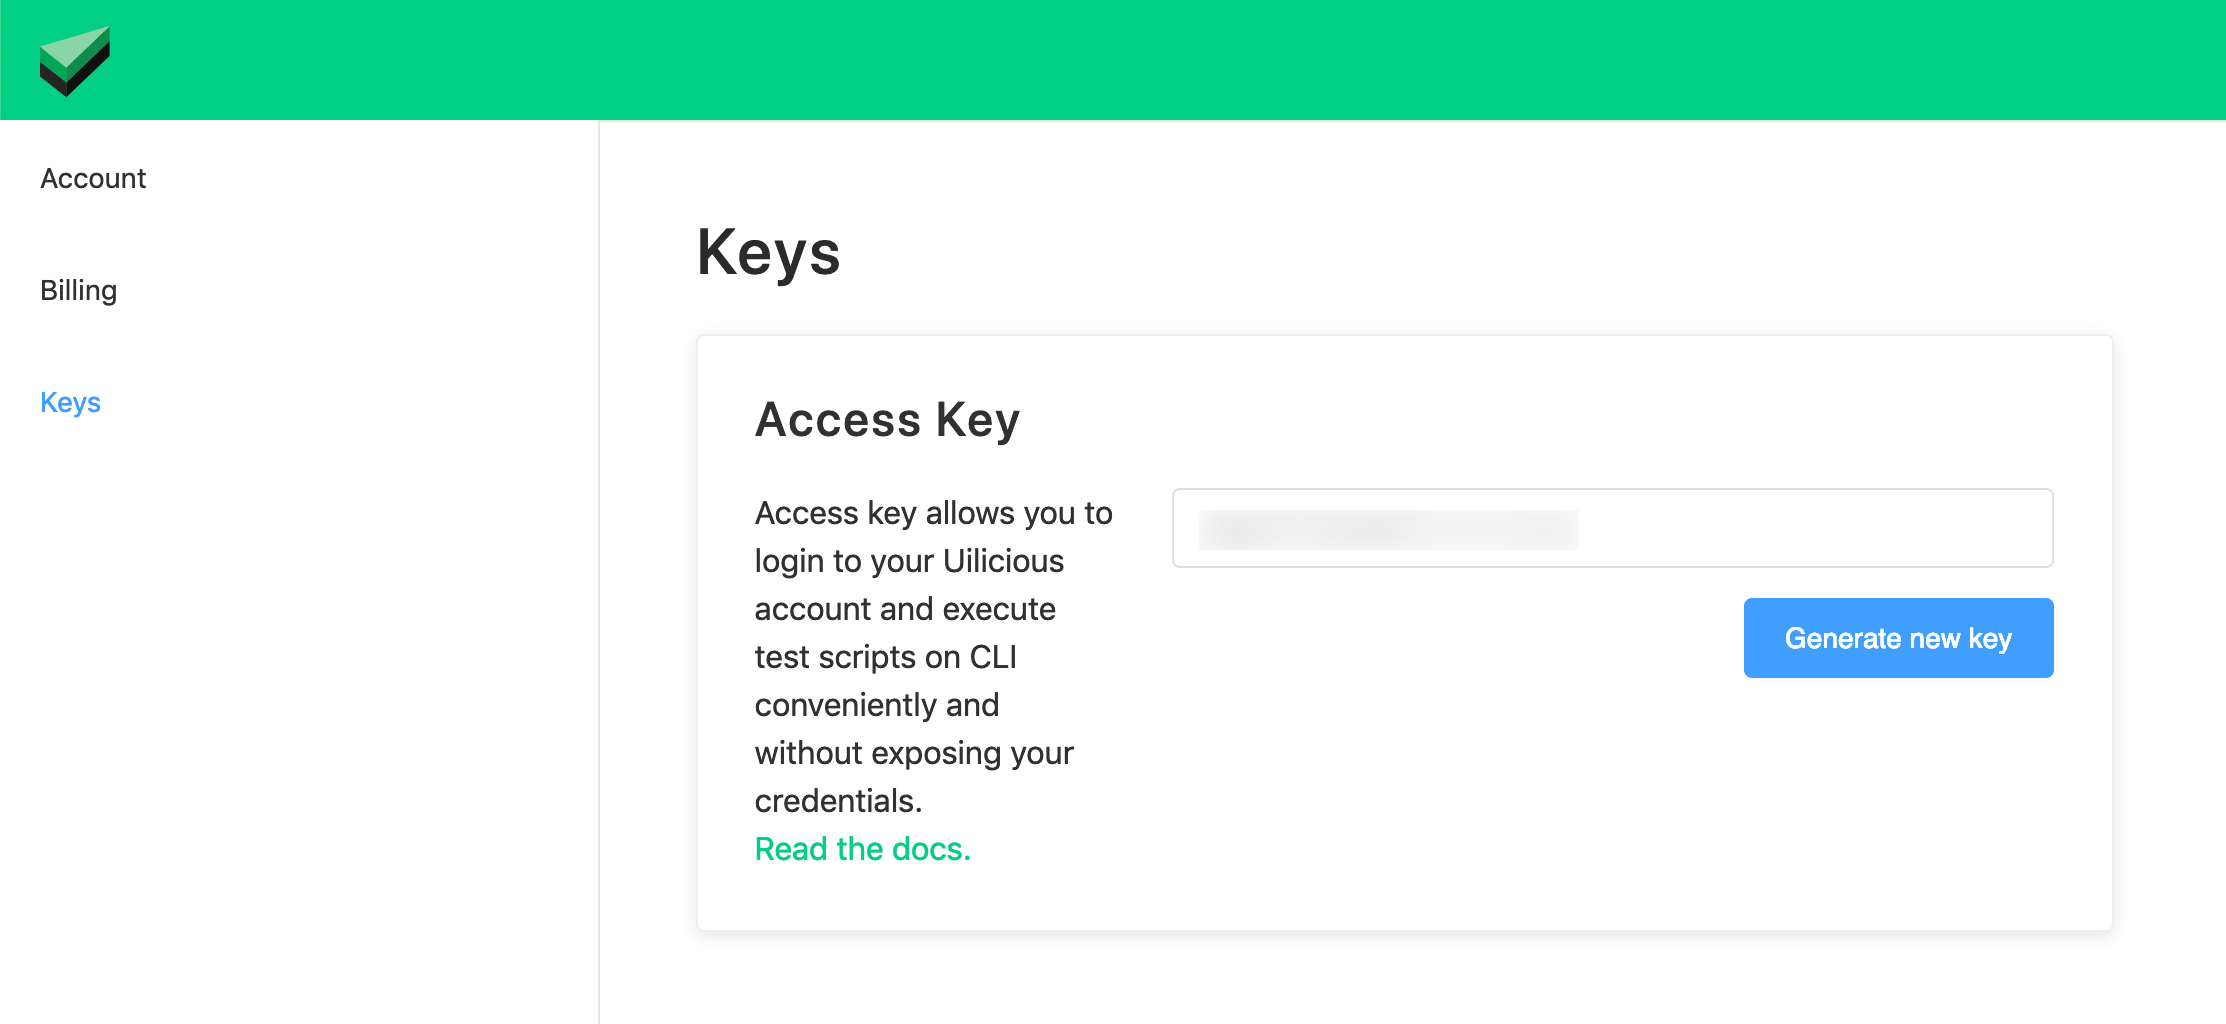 Account
Billing
Keys
Keys
Access Key
Access key allows you to
login to your Uilicious
account and execute
test scripts on CLI
conveniently and
without exposing your
credentials.
Read the docs.
Generate new key